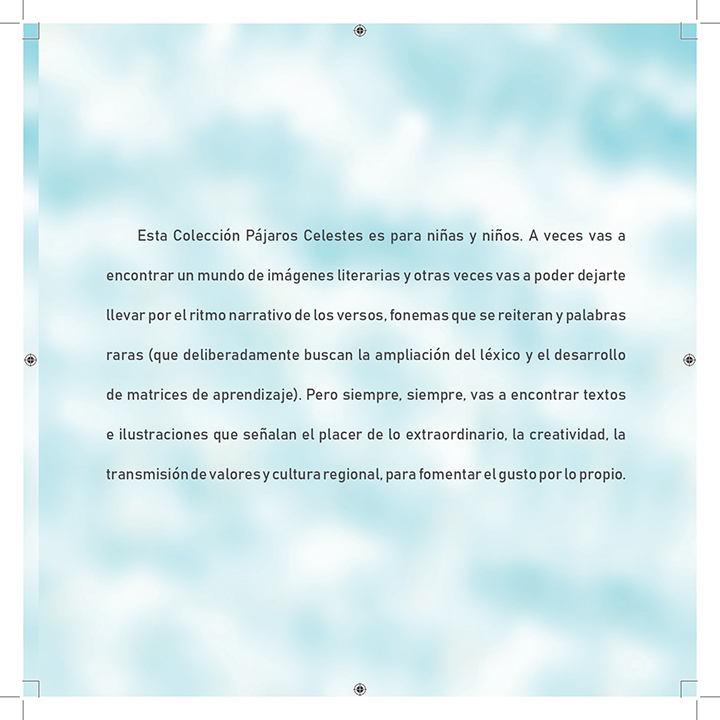 Esta Colección Pájaros Celestes es para niñas y niños. A veces vas a
encontrar un mundo de imágenes literarias y otras veces vas a poder dejarte
llevar por el ritmo narrativo de los versos, fonemas que se reiteran y palabras
raras (que deliberadamente buscan la ampliación del léxico y el desarrollo
de matrices de aprendizaje). Pero siempre, siempre, vas a encontrar textos
e ilustraciones que señalan el placer de lo extraordinario, la creatividad, la
transmisión de valores y cultura regional, para fomentar el gusto por lo propio.